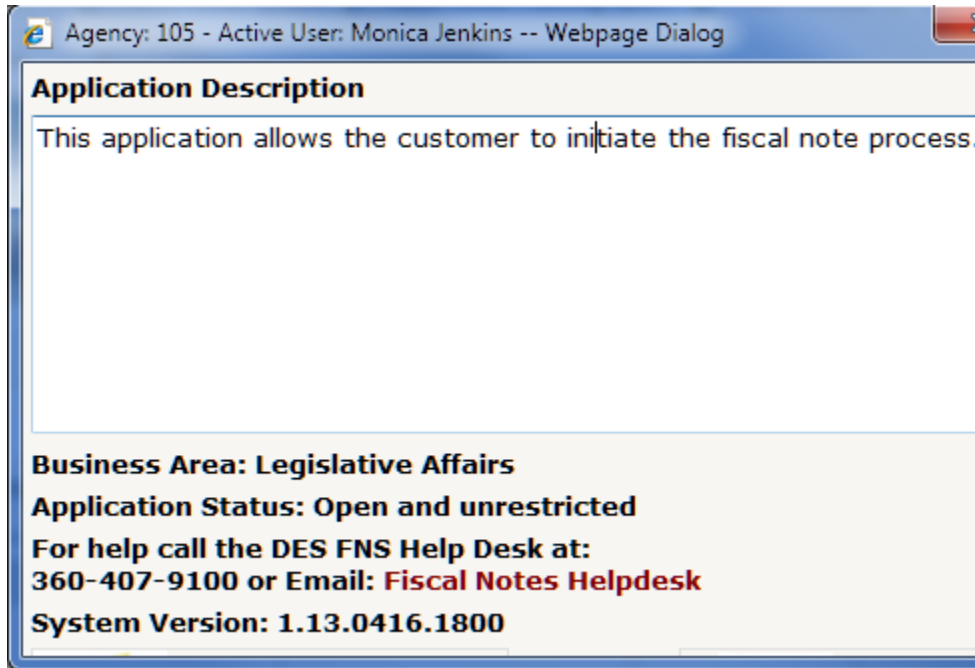 Agency: 105 - Active User: Monica Jenkins -- Webpage Dialog
Application Description
This application allows the customer to initiate the fiscal note process.
Business Area: Legislative Affairs
Application Status: Open and unrestricted
For help call the DES FNS Help Desk at:
360-407-9100 or Email: Fiscal Notes Helpdesk
System Version: 1.13.0416.1800